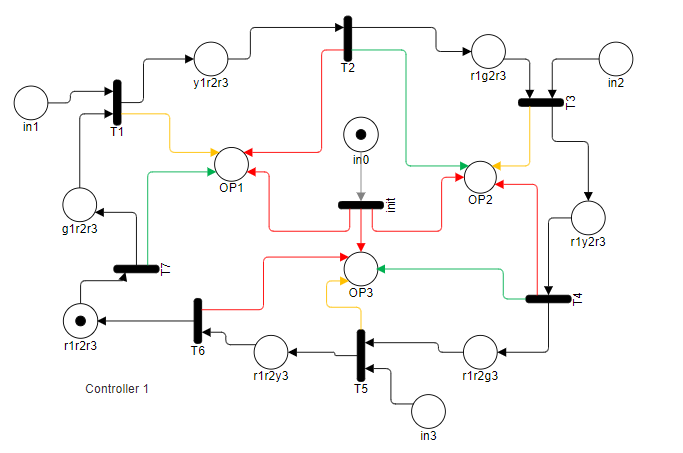 T2
y1r2r3
r1g2r3
in2
T3
in1
T1
in0
OP1
OP2
init
g1r2r3
r1y2r3
T7
OP3
T4
r1r2r3
T6
r1r2y3
T5
r1r2g3
Controller 1
in3